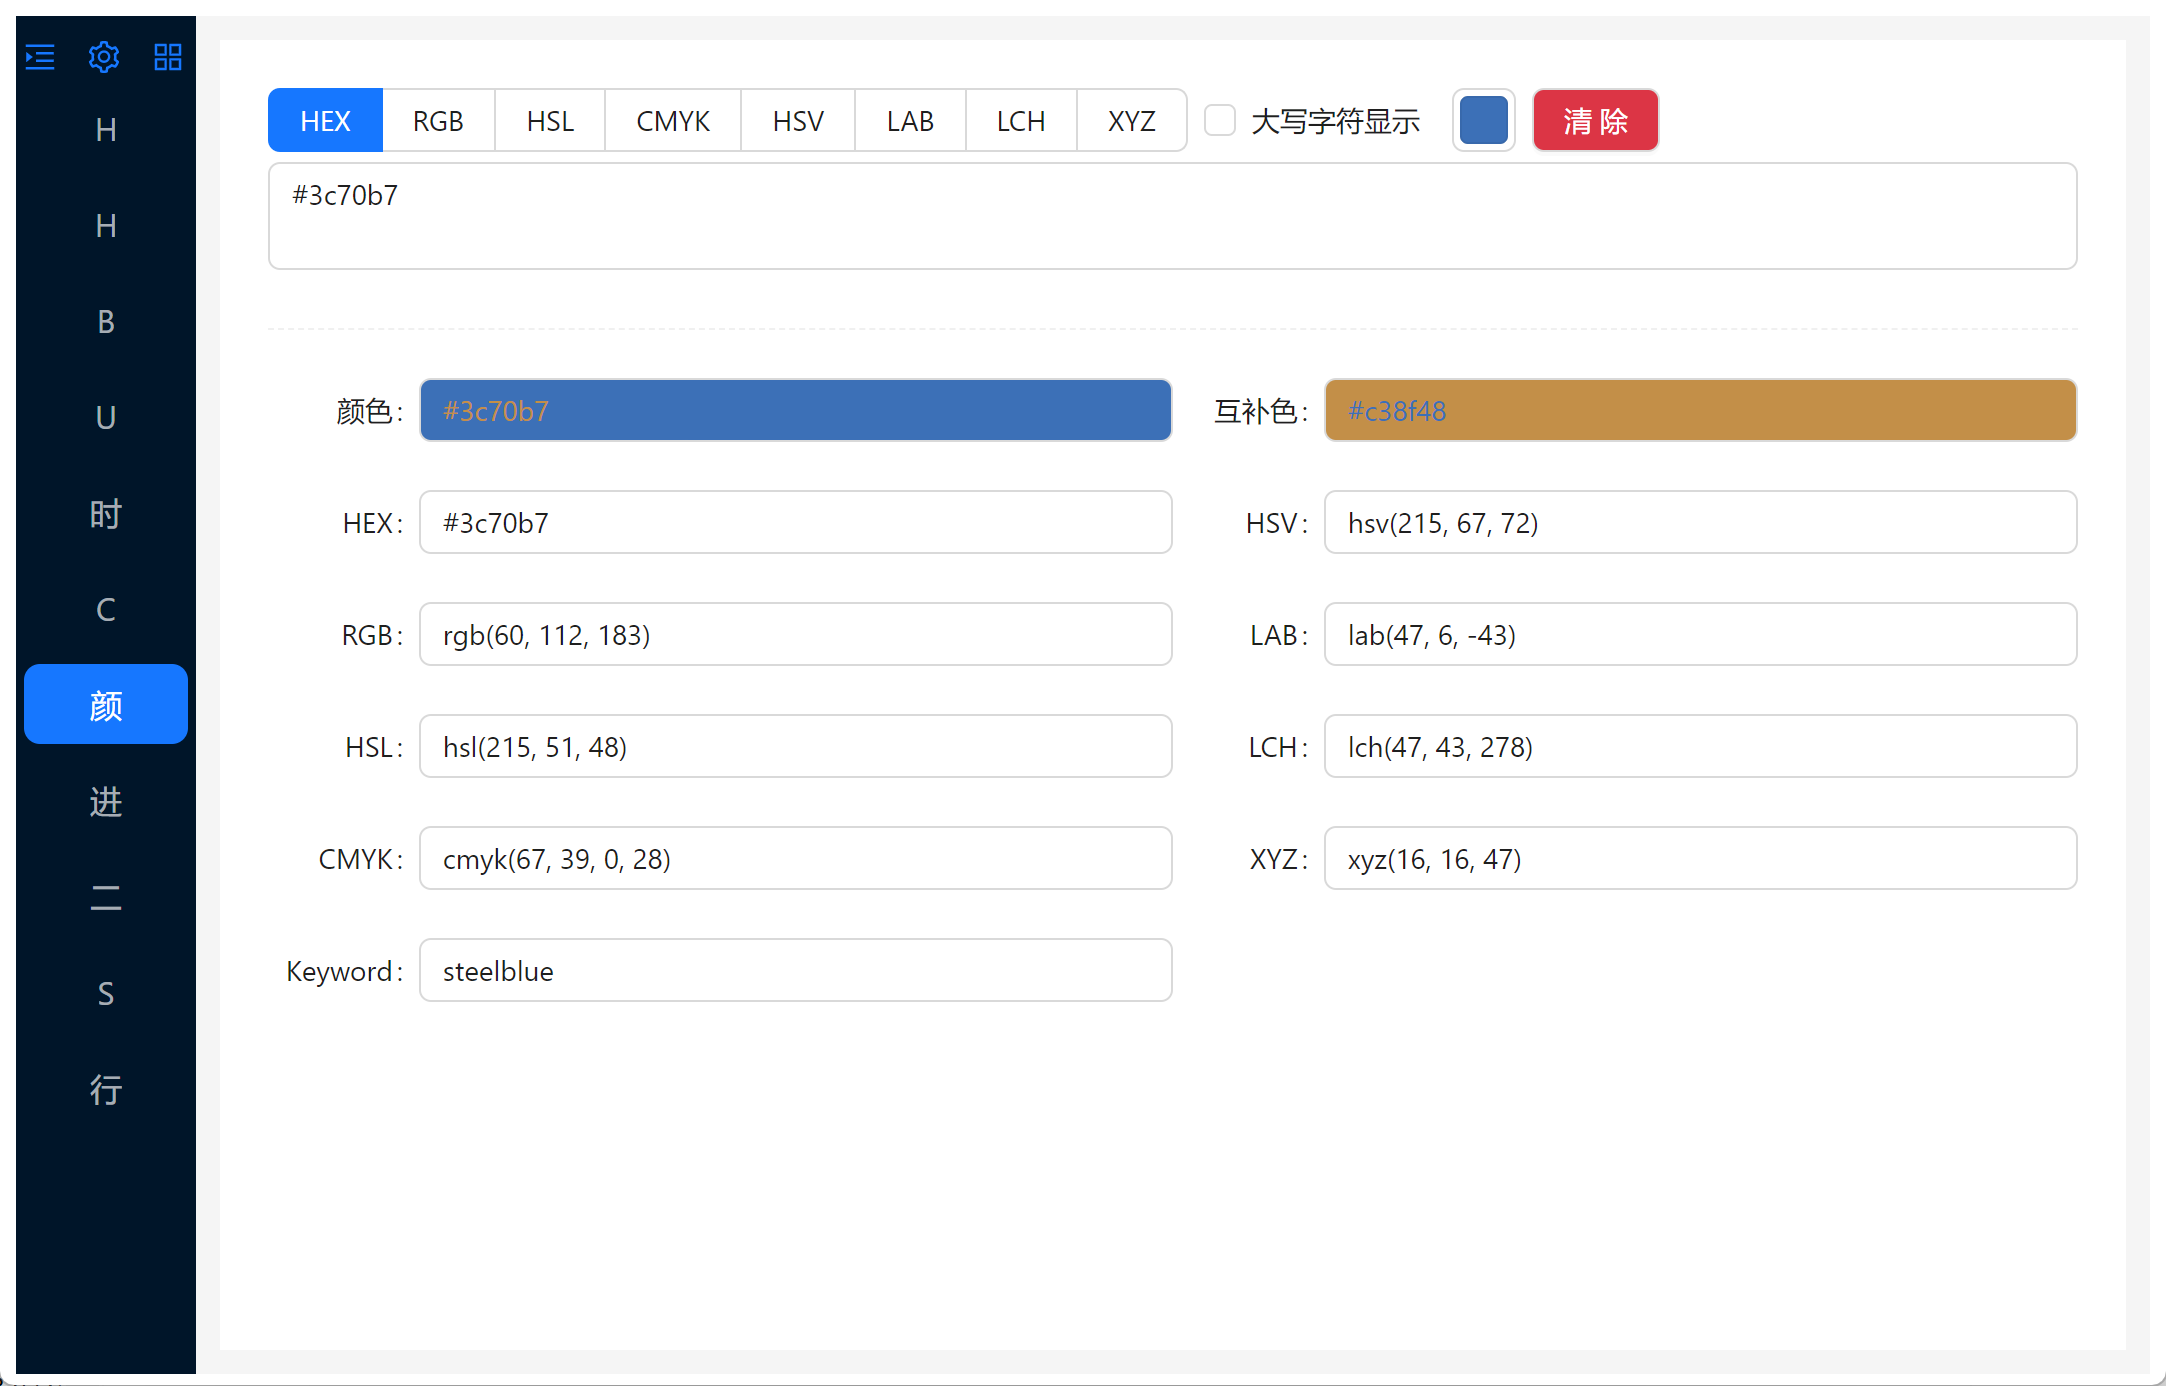 H
H
B
U
时
C
颜
进
二
S
行
HEX RGB HSL CMYK HSV LAB LCH XYZ 大写字符显示 清 除
#3c70b7
颜色: #3c70b7 互补色: #c38f48
HEX: #3c70b7 HSV: hsv(215, 67, 72)
RGB: rgb(60, 112, 183) LAB: lab(47, 6, -43)
HSL: hsl(215, 51, 48) LCH: lch(47, 43, 278)
CMYK: cmyk(67, 39, 0, 28) XYZ: xyz(16, 16, 47)
Keyword: steelblue